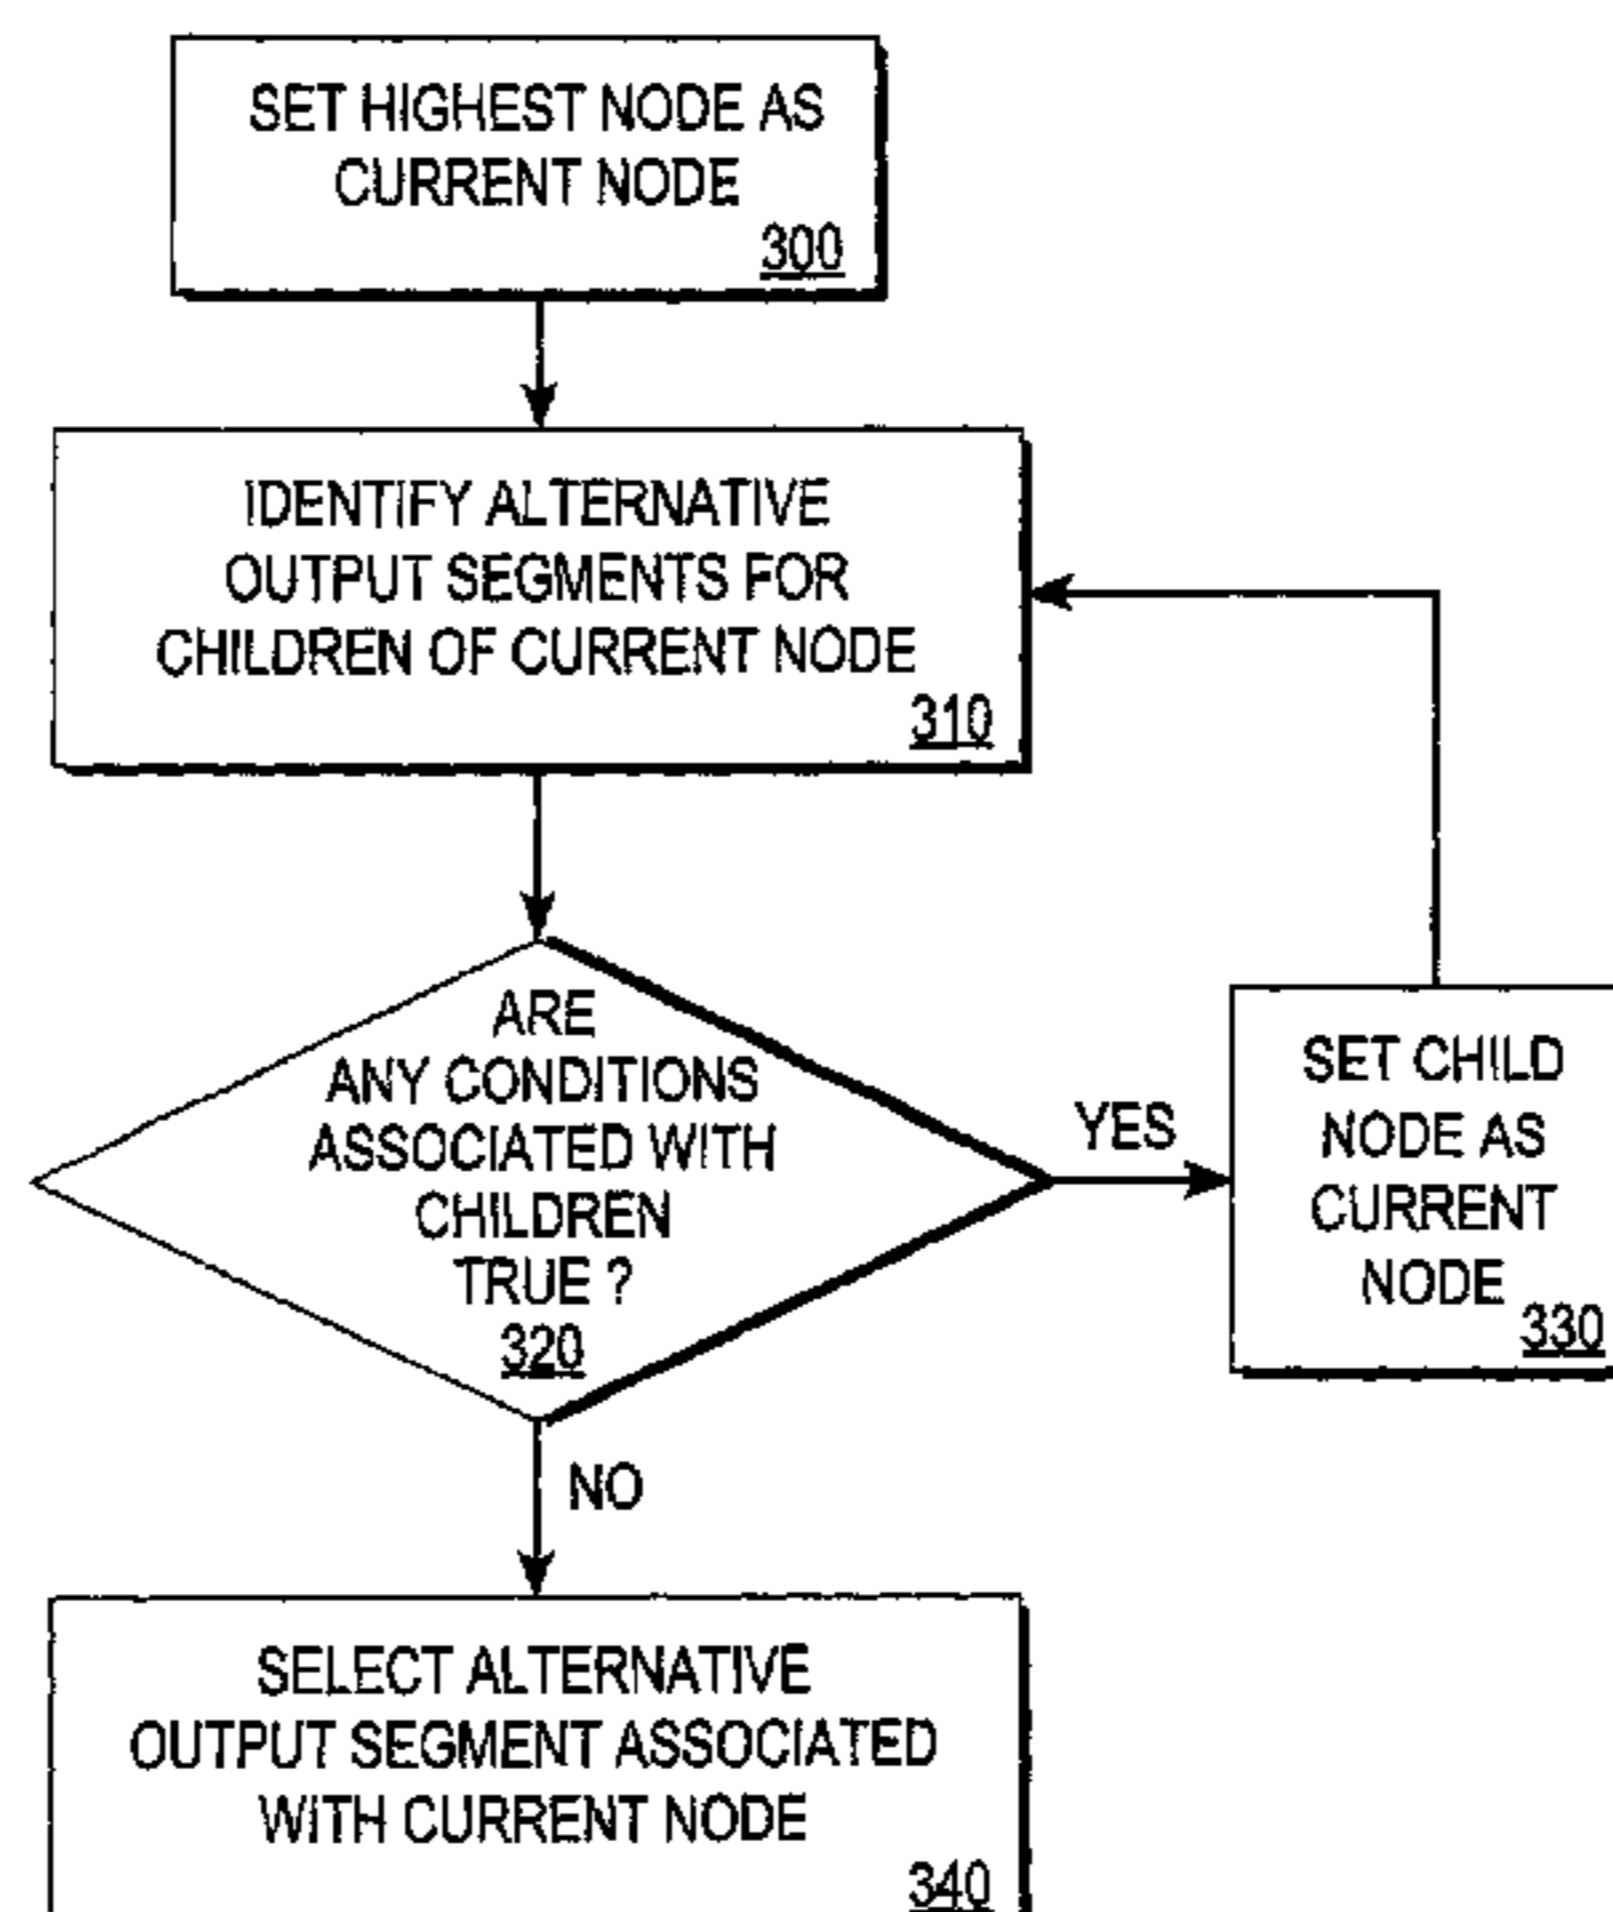 SET HIGHEST NODE AS
CURRENT NODE
300
IDENTIFY ALTERNATIVE
OUTPUT SEGMENTS FOR
CHILDREN OF CURRENT NODE
310
ARE
ANY CONDITIONS
ASSOCIATED WITH
CHILDREN
TRUE ?
320
YES
SET CHILD
NODE AS
CURRENT
NODE
330
NO
SELECT ALTERNATIVE
OUTPUT SEGMENT ASSOCIATED
WITH CURRENT NODE
340